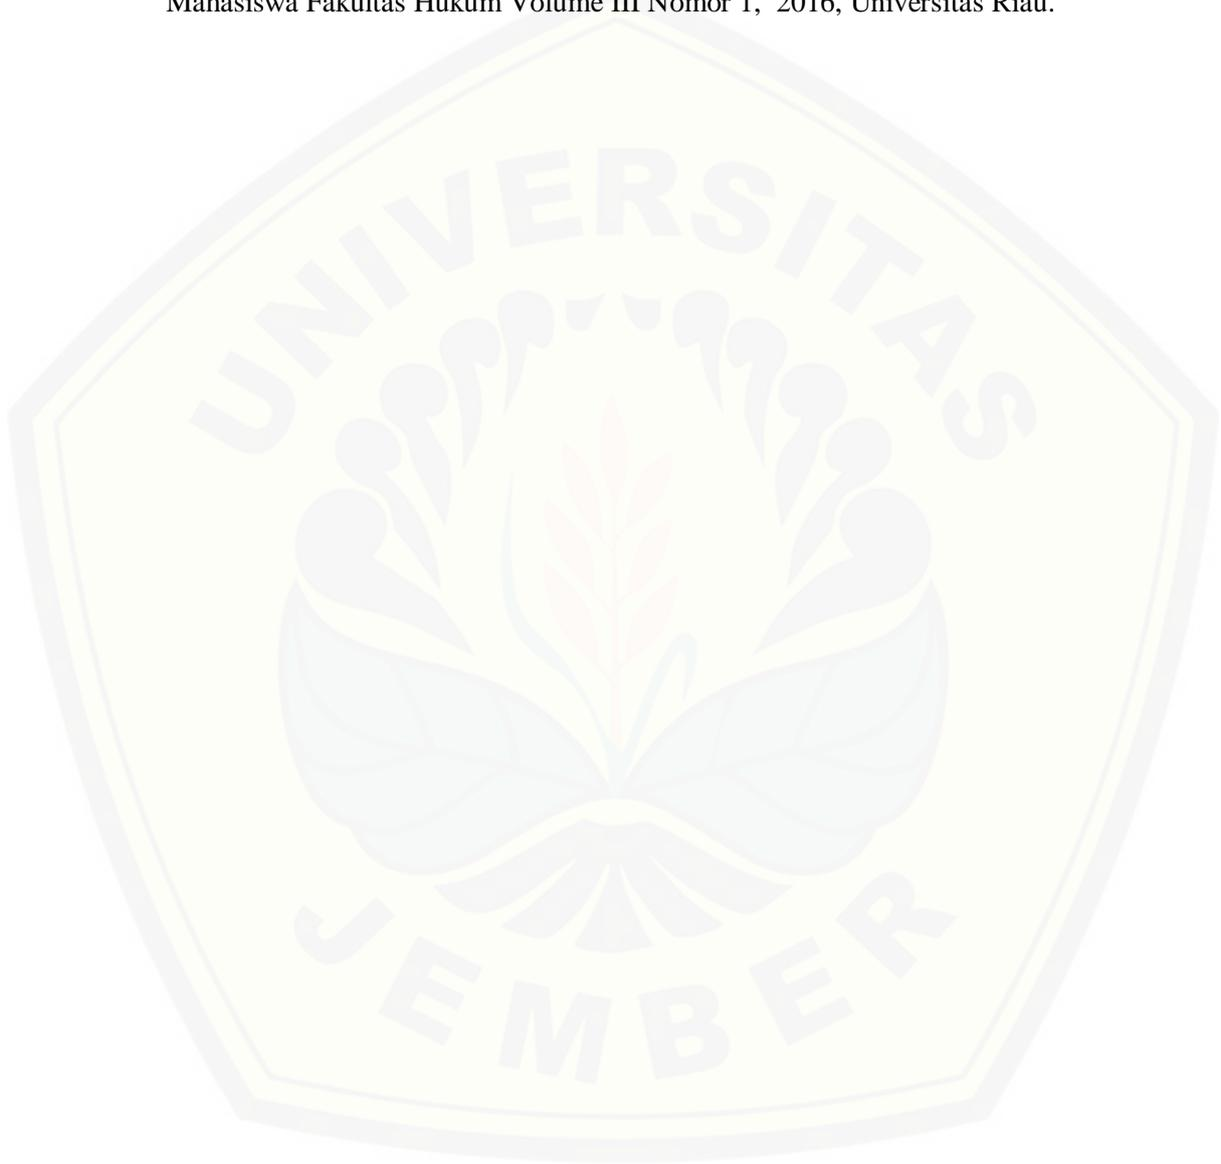 Mahasiswa Fakultas Hukum Volume III Nomor 1,  2016, Universitas Riau.
UNIVERSITAS
JEMBER